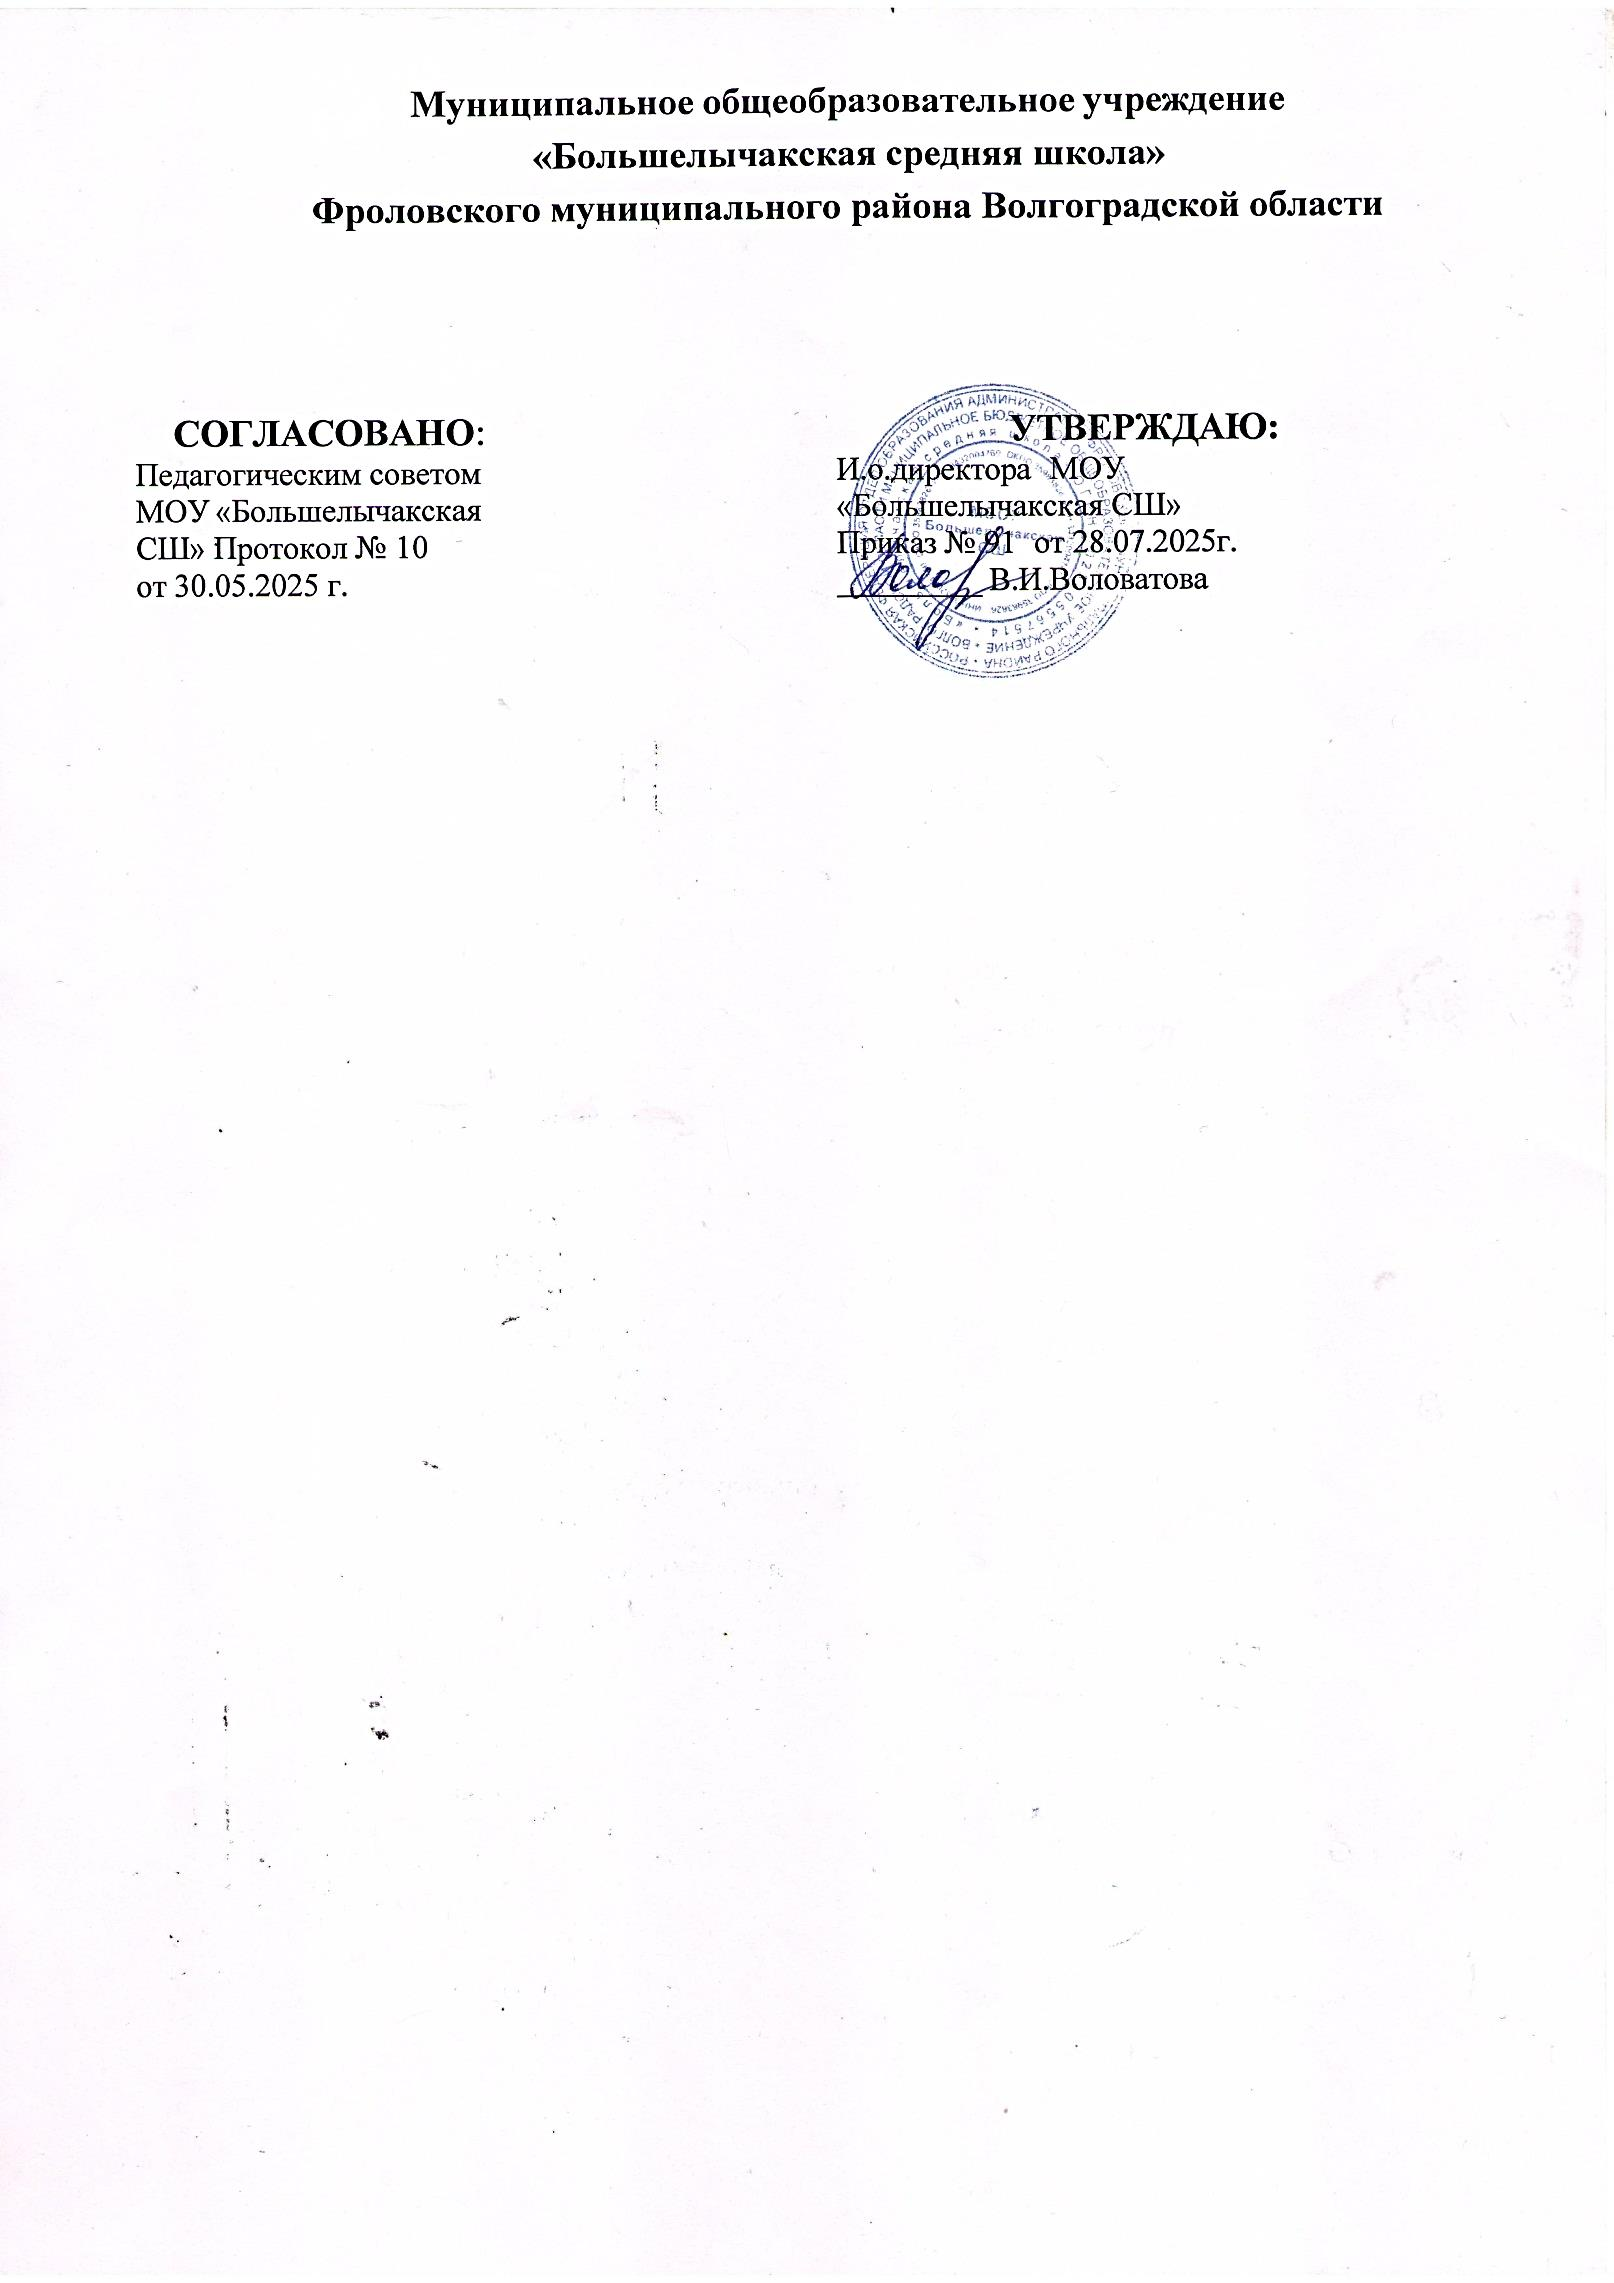 Муниципальное общеобразовательное учреждение
«Большелычакская средняя школа»
Фроловского муниципального района Волгоградской области
СОГЛАСОВАНО:
Педагогическим советом
МОУ «Большелычакская
СШ» Протокол № 10
от 30.05.2025 г.
УТВЕРЖДАЮ:
И.о.директора МОУ
«Большелычакская СШ»
Приказ № 91 от 28.07.2025г.
____________В.И.Воловатова